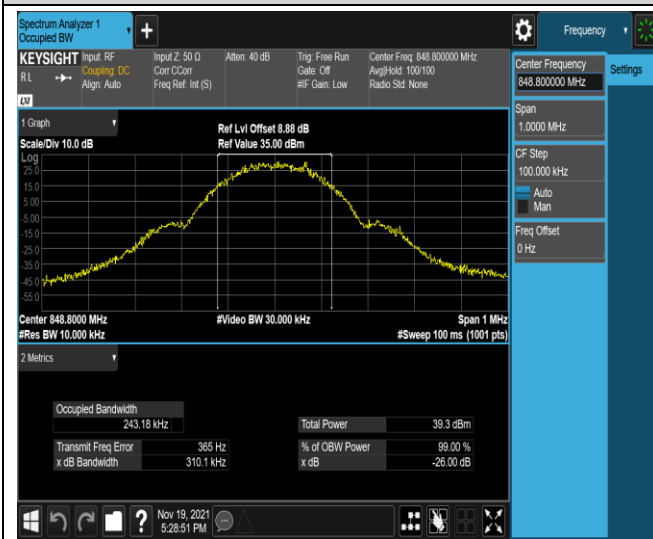 Spectrum Analyzer 1
Occupied BW
Frequency
KEYSIGHT
R L
LXI
Input: RF
Coupling: DC
Align: Auto
Input Z: 50 Ω
Corr CCorr
Freq Ref: Int (S)
Atten: 40 dB
Trig: Free Run
Gate: Off
#IF Gain: Low
Center Freq: 848.800000 MHz
Avg|Hold: 100/100
Radio Std: None
Center Frequency
848.800000 MHz
Settings
Span
1.0000 MHz
CF Step
100.000 kHz
Auto
Man
Freq Offset
0 Hz
1 Graph
Scale/Div 10.0 dB
Ref Lvl Offset 8.88 dB
Ref Value 35.00 dBm
Log
25.0
15.0
5.00
-5.00
-15.0
-25.0
-35.0
-45.0
-55.0
Center 848.8000 MHz
#Res BW 10.000 kHz
#Video BW 30.000 kHz
Span 1 MHz
#Sweep 100 ms (1001 pts)
2 Metrics
Occupied Bandwidth
243.18 kHz
Total Power 39.3 dBm
Transmit Freq Error 365 Hz
% of OBW Power 99.00 %
x dB Bandwidth 310.1 kHz
x dB -26.00 dB
?
Nov 19, 2021
5:28:51 PM